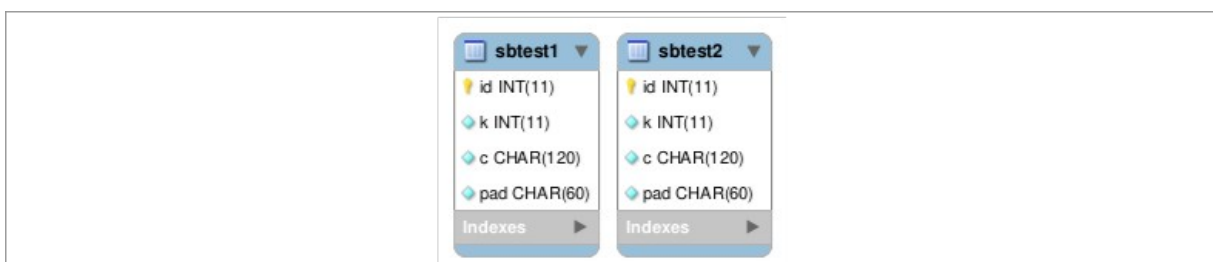 sbtest1
id INT(11)
k INT(11)
c CHAR(120)
pad CHAR(60)
Indexes
sbtest2
id INT(11)
k INT(11)
c CHAR(120)
pad CHAR(60)
Indexes